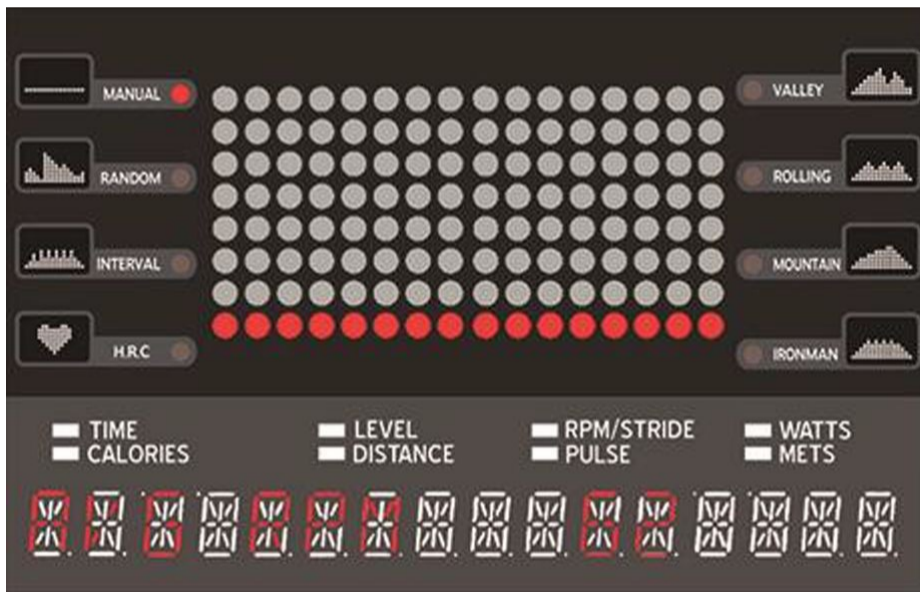 MANUAL
VALLEY
RANDOM
ROLLING
INTERVAL
MOUNTAIN
H.R.C
IRONMAN
TIME
CALORIES
LEVEL
DISTANCE
RPM/STRIDE
PULSE
WATTS
METS